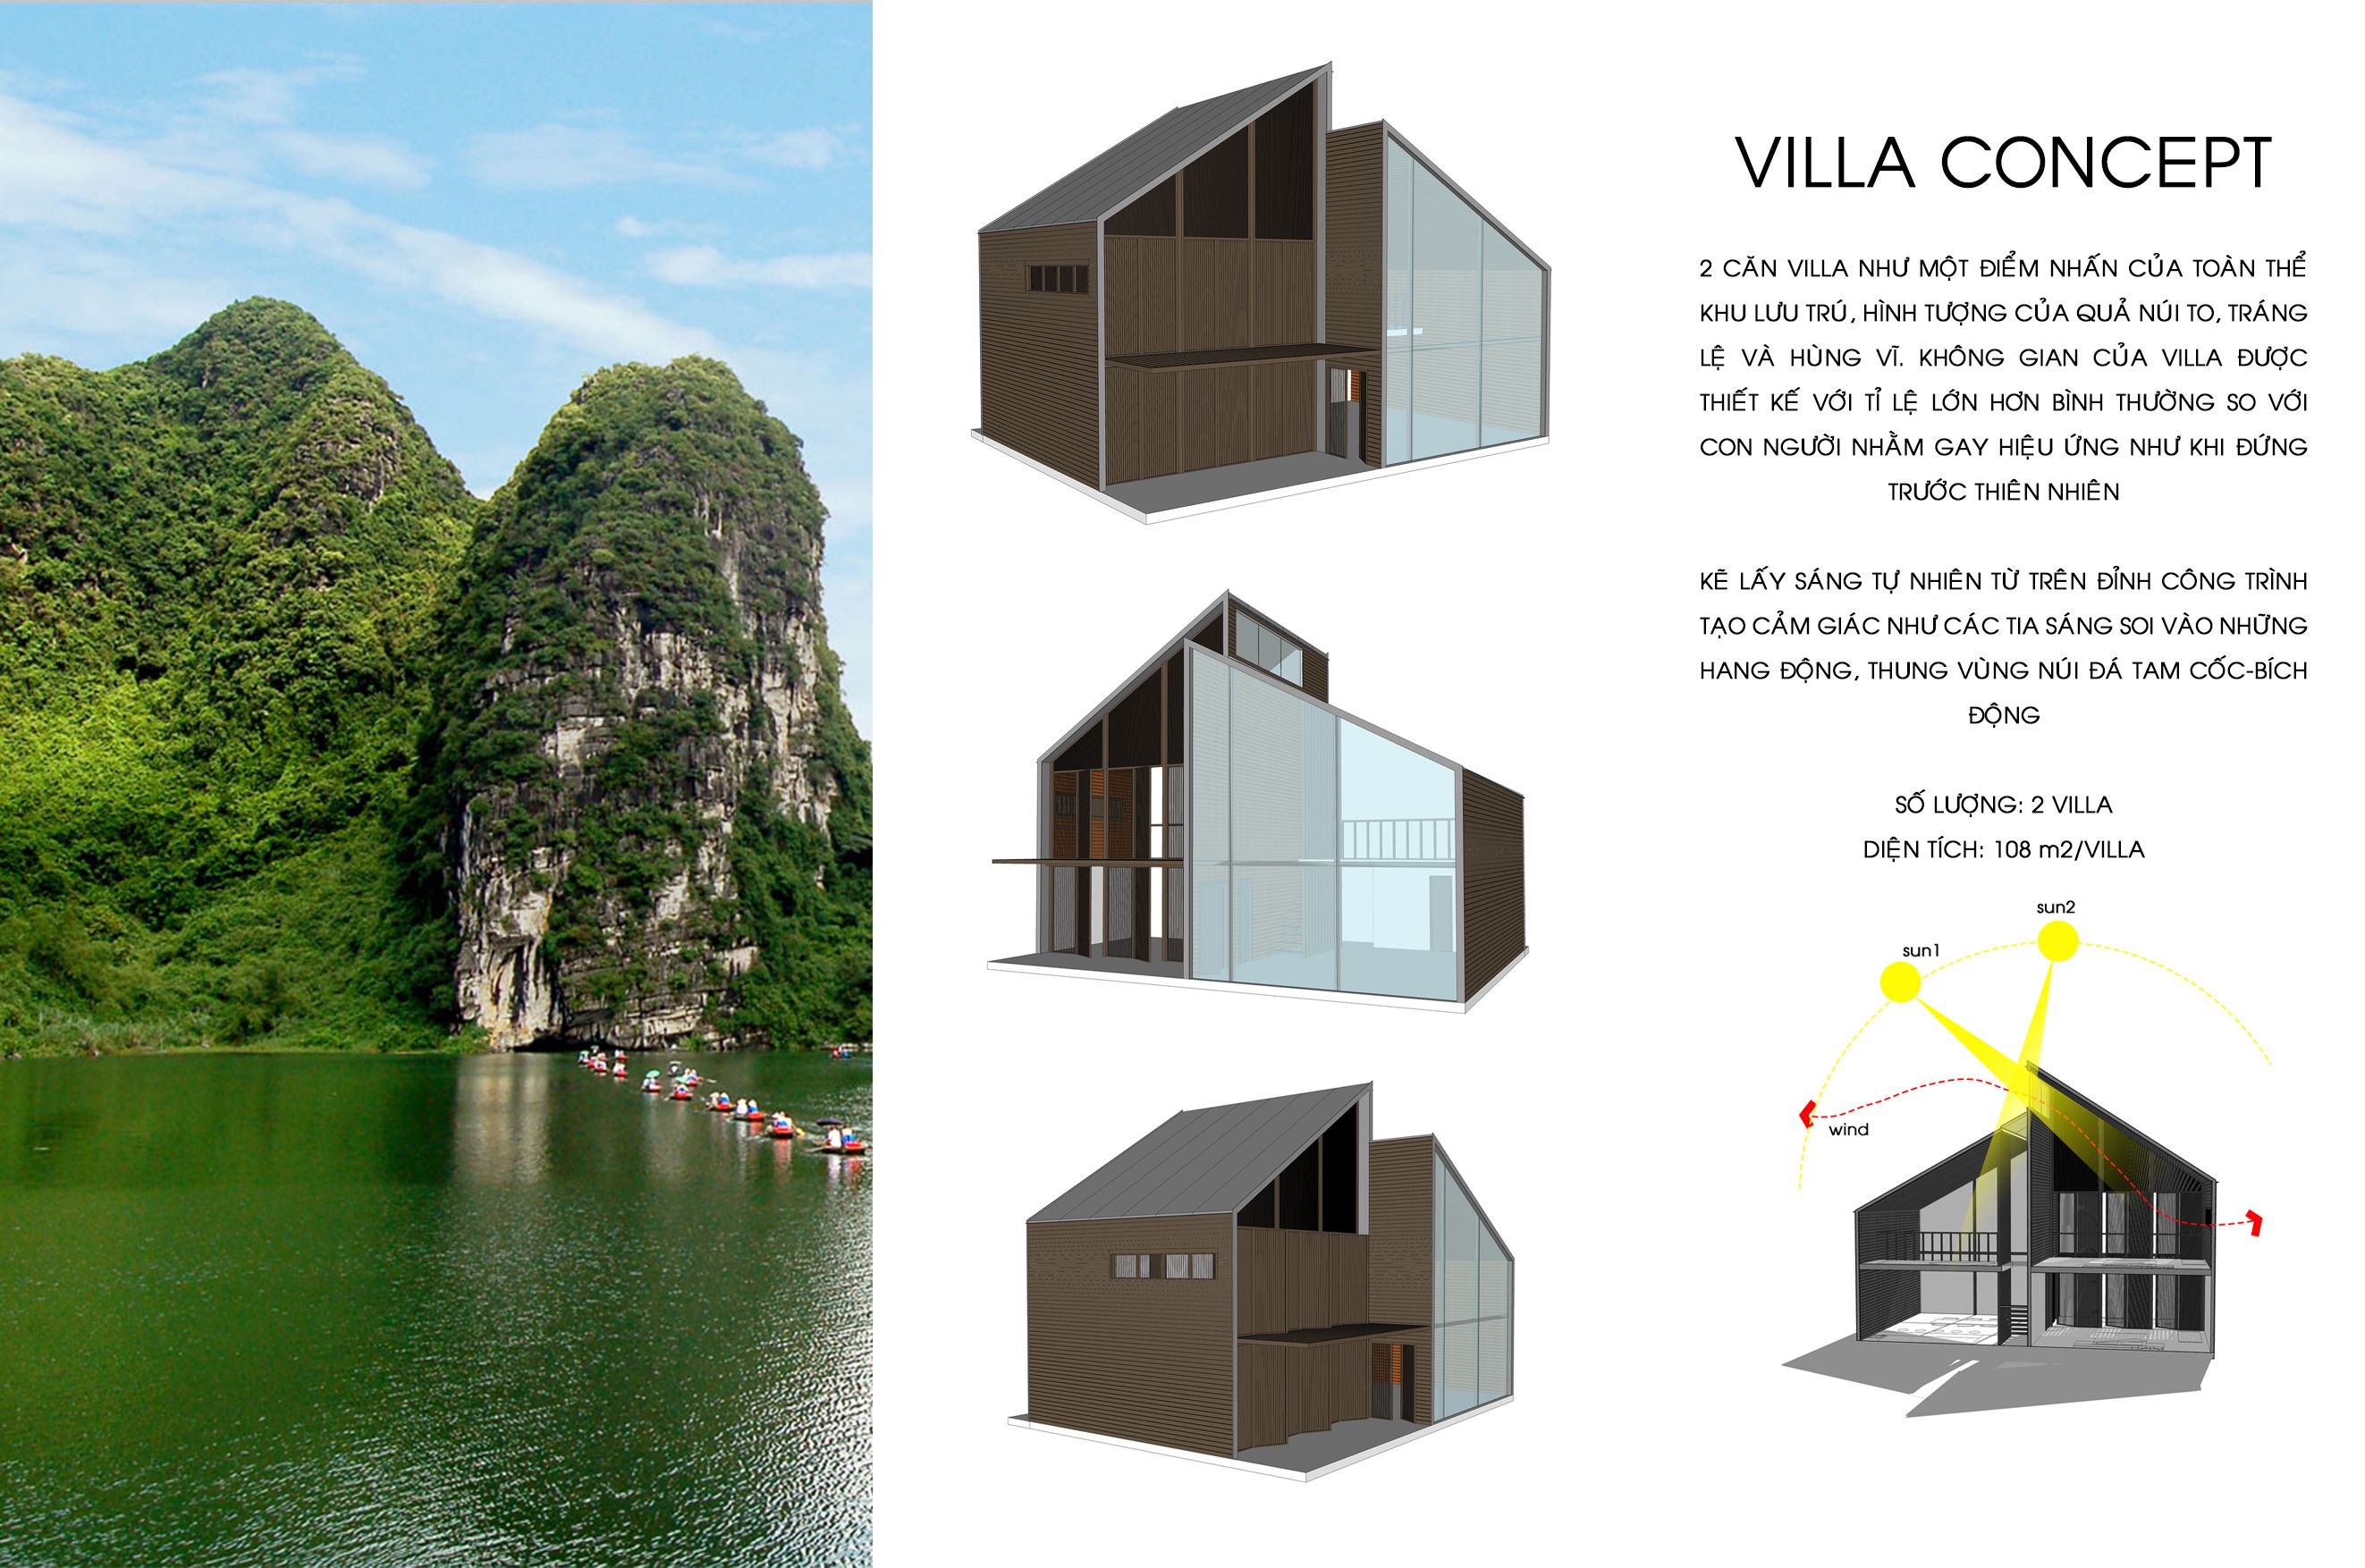 VILLA CONCEPT
2 CĂN VILLA NHƯ MỘT ĐIỂM NHẤN CỦA TOÀN THỂ
KHU LƯU TRÚ, HÌNH TƯỢNG CỦA QUẢ NÚI TO, TRÁNG
LỆ VÀ HÙNG VĨ. KHÔNG GIAN CỦA VILLA ĐƯỢC
THIẾT KẾ VỚI TỈ LỆ LỚN HƠN BÌNH THƯỜNG SO VỚI
CON NGƯỜI NHẰM GAY HIỆU ỨNG NHƯ KHI ĐỨNG
TRƯỚC THIÊN NHIÊN
KẼ LẤY SÁNG TỰ NHIÊN TỪ TRÊN ĐỈNH CÔNG TRÌNH
TẠO CẢM GIÁC NHƯ CÁC TIA SÁNG SOI VÀO NHỮNG
HANG ĐỘNG, THUNG VÙNG NÚI ĐÁ TAM CỐC-BÍCH
ĐỘNG
SỐ LƯỢNG: 2 VILLA
DIỆN TÍCH: 108 m2/VILLA
sun2
sun1
wind